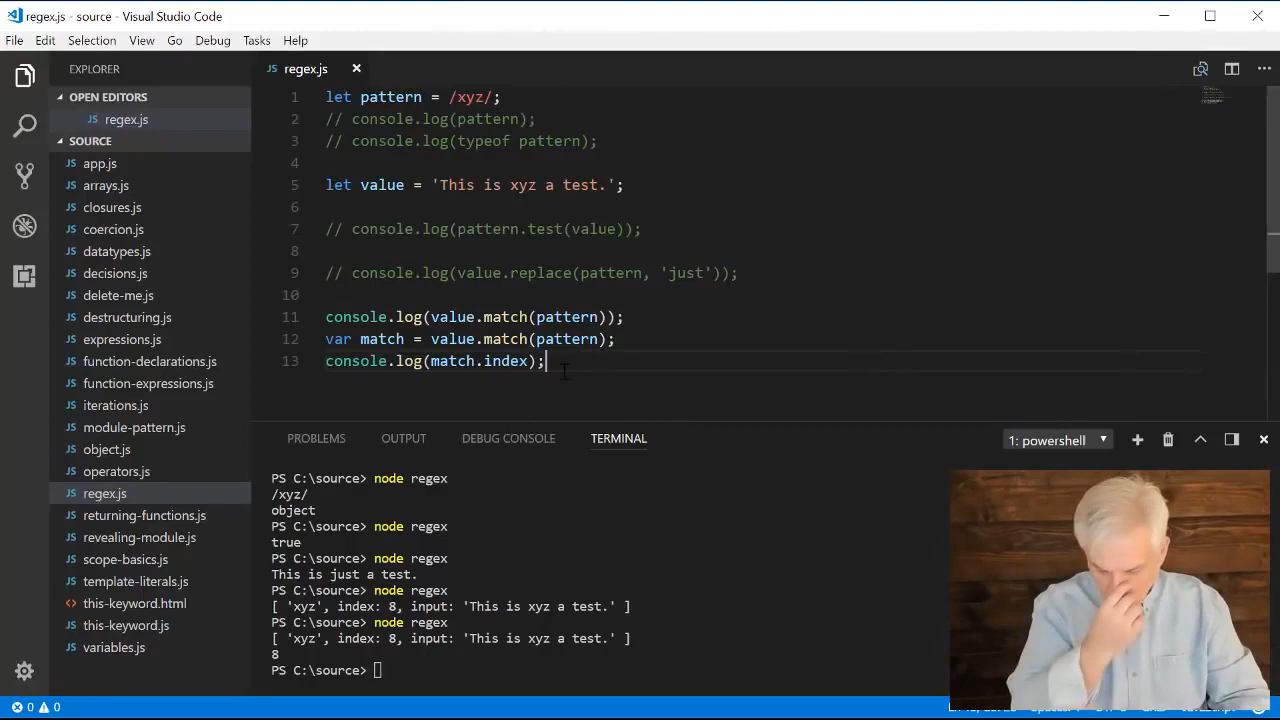 regex.js - source - Visual Studio Code
File Edit Selection View Go Debug Tasks Help
EXPLORER
OPEN EDITORS
JS regex.js
SOURCE
JS app.js
JS arrays.js
JS closures.js
JS coercion.js
JS datatypes.js
JS decisions.js
JS delete-me.js
JS destructuring.js
JS expressions.js
JS function-declarations.js
JS function-expressions.js
JS iterations.js
JS module-pattern.js
JS object.js
JS operators.js
JS regex.js
JS returning-functions.js
JS revealing-module.js
JS scope-basics.js
JS template-literals.js
<> this-keyword.html
JS this-keyword.js
JS variables.js
JS regex.js
1 let pattern = /xyz/;
2 // console.log(pattern);
3 // console.log(typeof pattern);
4
5 let value = 'This is xyz a test.';
6
7 // console.log(pattern.test(value));
8
9 // console.log(value.replace(pattern, 'just'));
10
11 console.log(value.match(pattern));
12 var match = value.match(pattern);
13 console.log(match.index);
PROBLEMS OUTPUT DEBUG CONSOLE TERMINAL 1: powershell
PS C:\source> node regex
/xyz/
object
PS C:\source> node regex
true
PS C:\source> node regex
This is just a test.
PS C:\source> node regex
[ 'xyz', index: 8, input: 'This is xyz a test.' ]
PS C:\source> node regex
[ 'xyz', index: 8, input: 'This is xyz a test.' ]
8
PS C:\source>
0 0